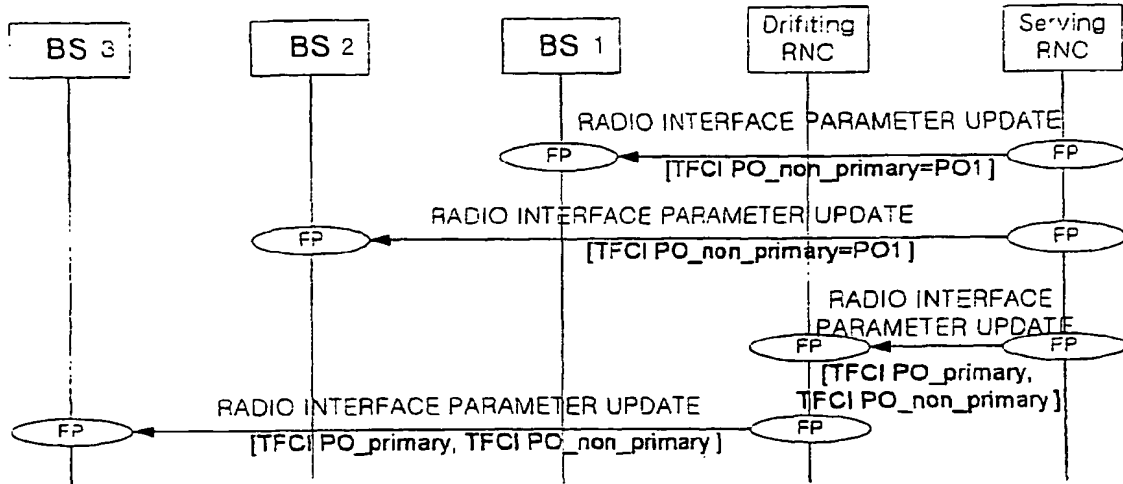 BS 3
BS 2
BS 1
Drifiting
RNC
Serving
RNC
RADIO INTERFACE PARAMETER UPDATE
FP
FP
[TFCI PO_non_primary=PO1]
RADIO INTERFACE PARAMETER UPDATE
FP
FP
[TFCI PO_non_primary=PO1]
RADIO INTERFACE
PARAMETER UPDATE
FP
FP
[TFCI PO_primary,
TFCI PO_non_primary]
RADIO INTERFACE PARAMETER UPDATE
FP
FP
[TFCI PO_primary, TFCI PO_non_primary]